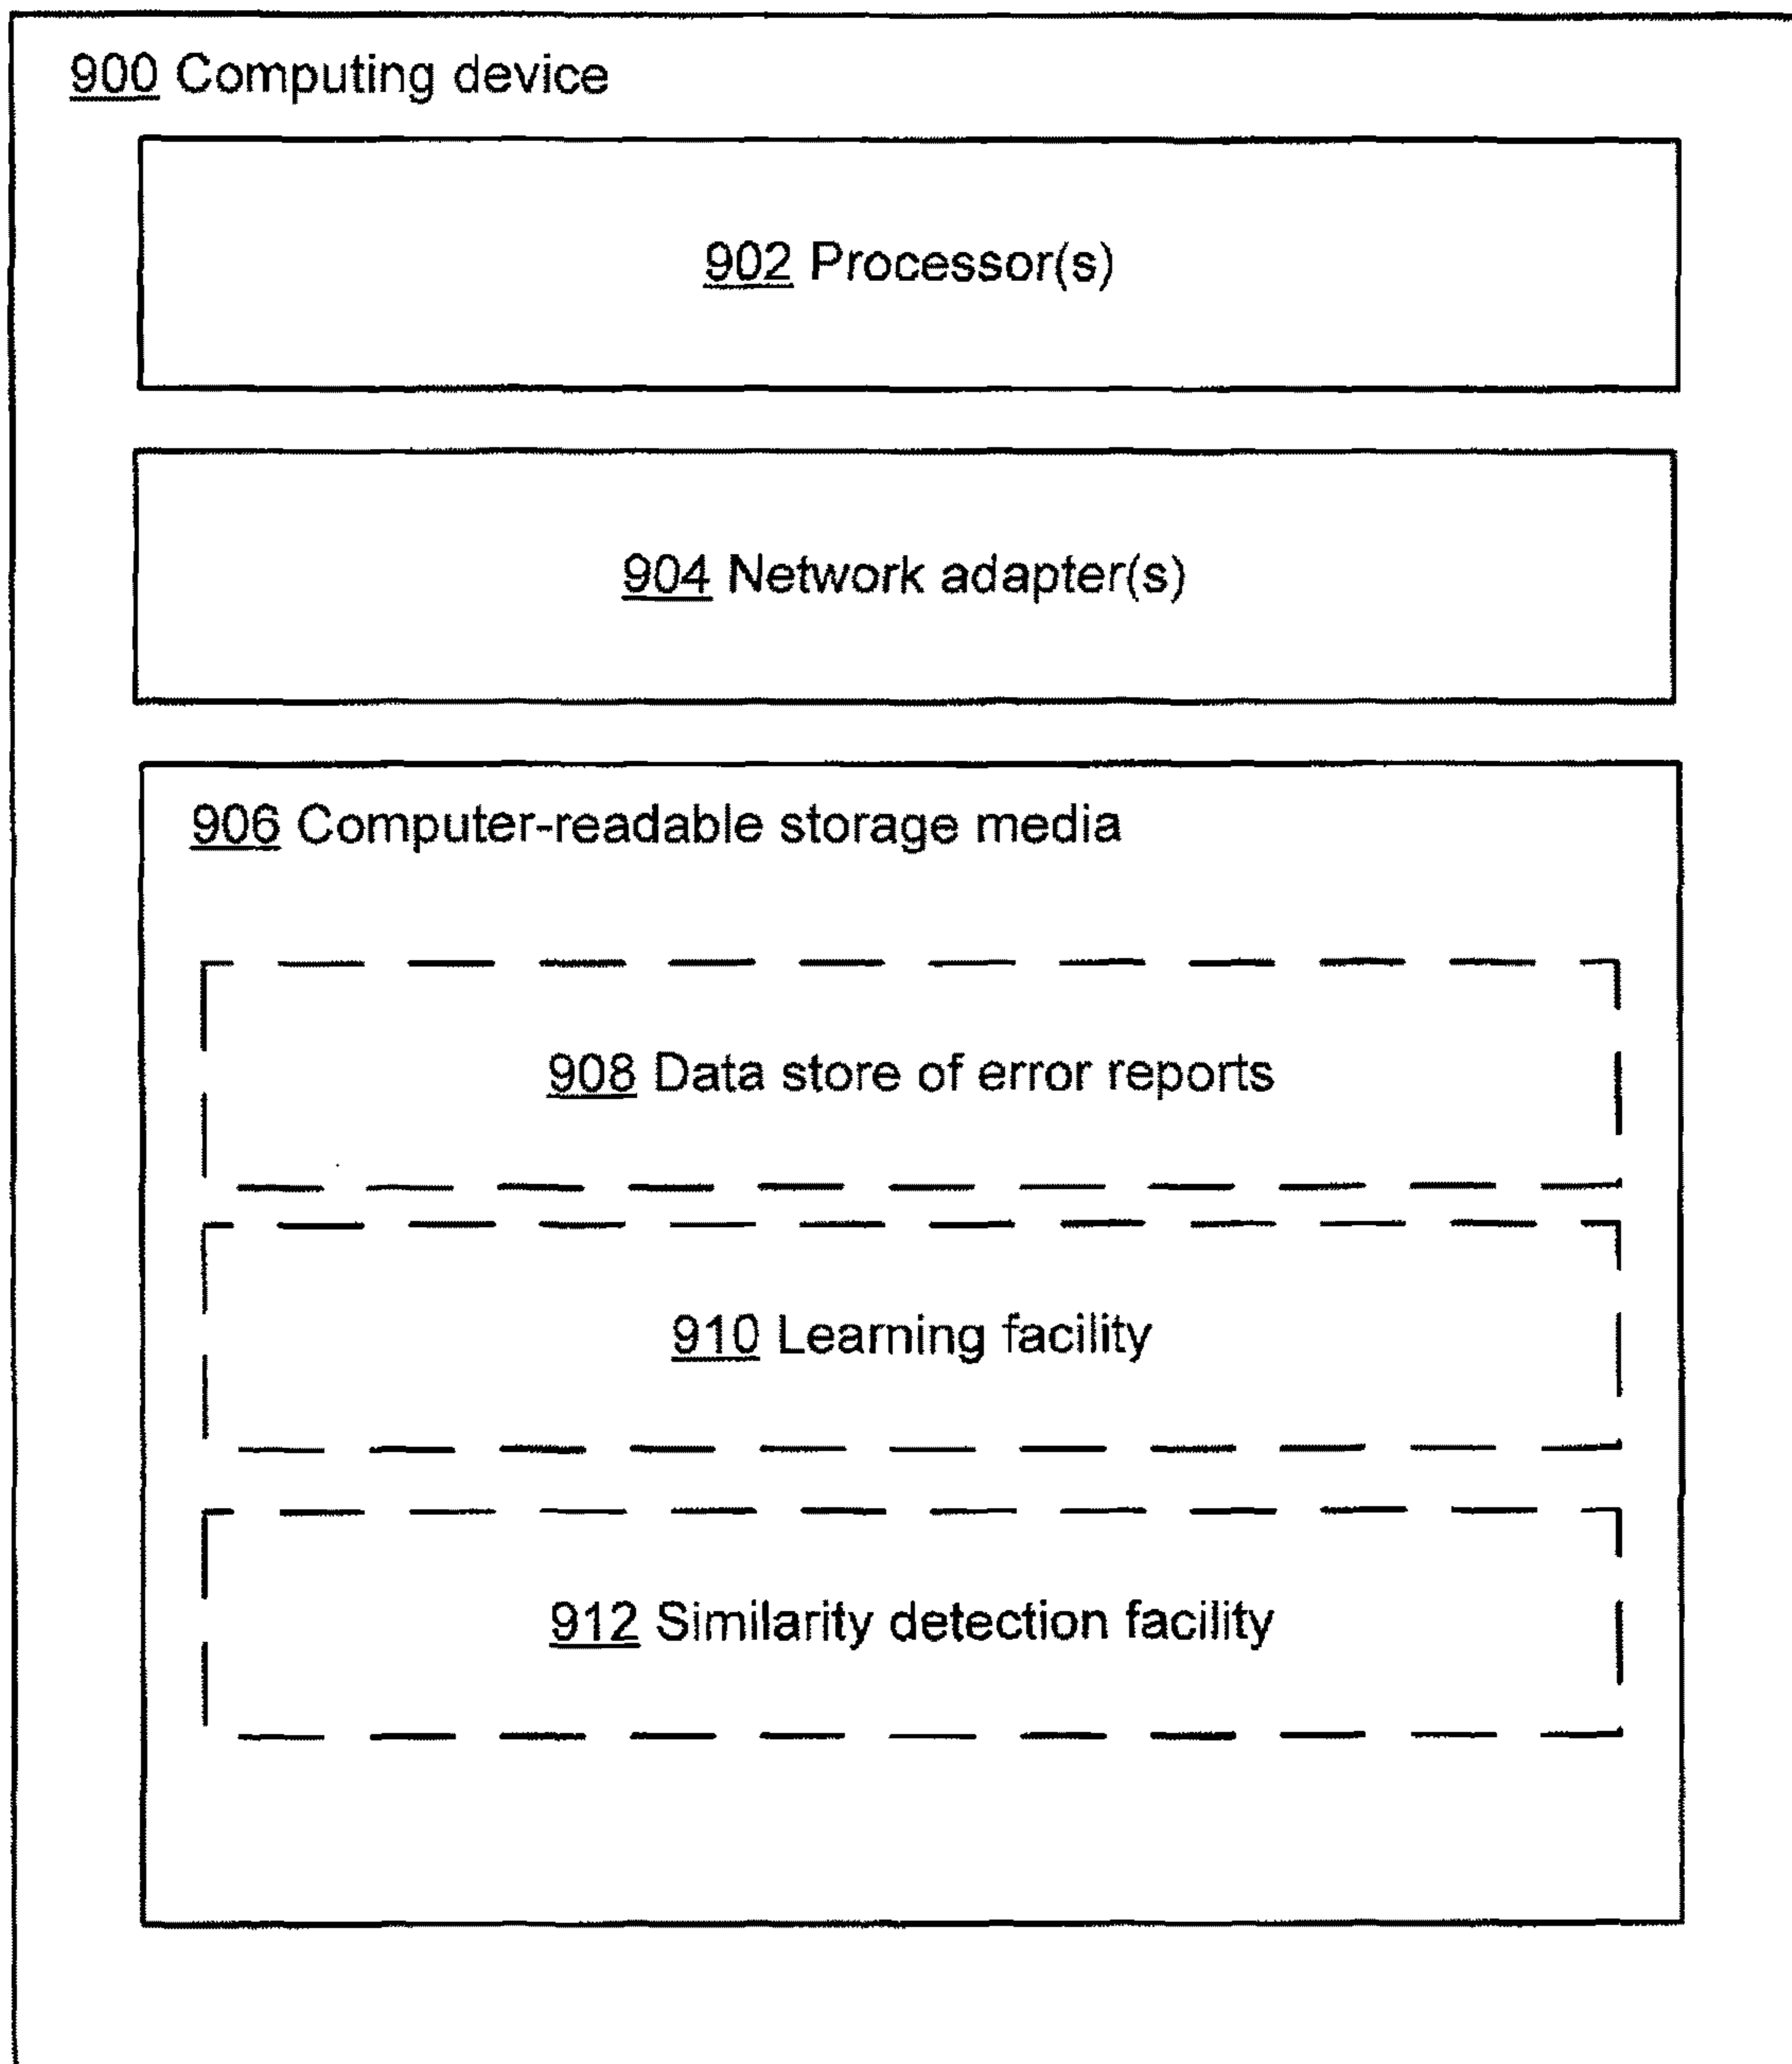 900 Computing device
902 Processor(s)
904 Network adapter(s)
906 Computer-readable storage media
908 Data store of error reports
910 Learning facility
912 Similarity detection facility